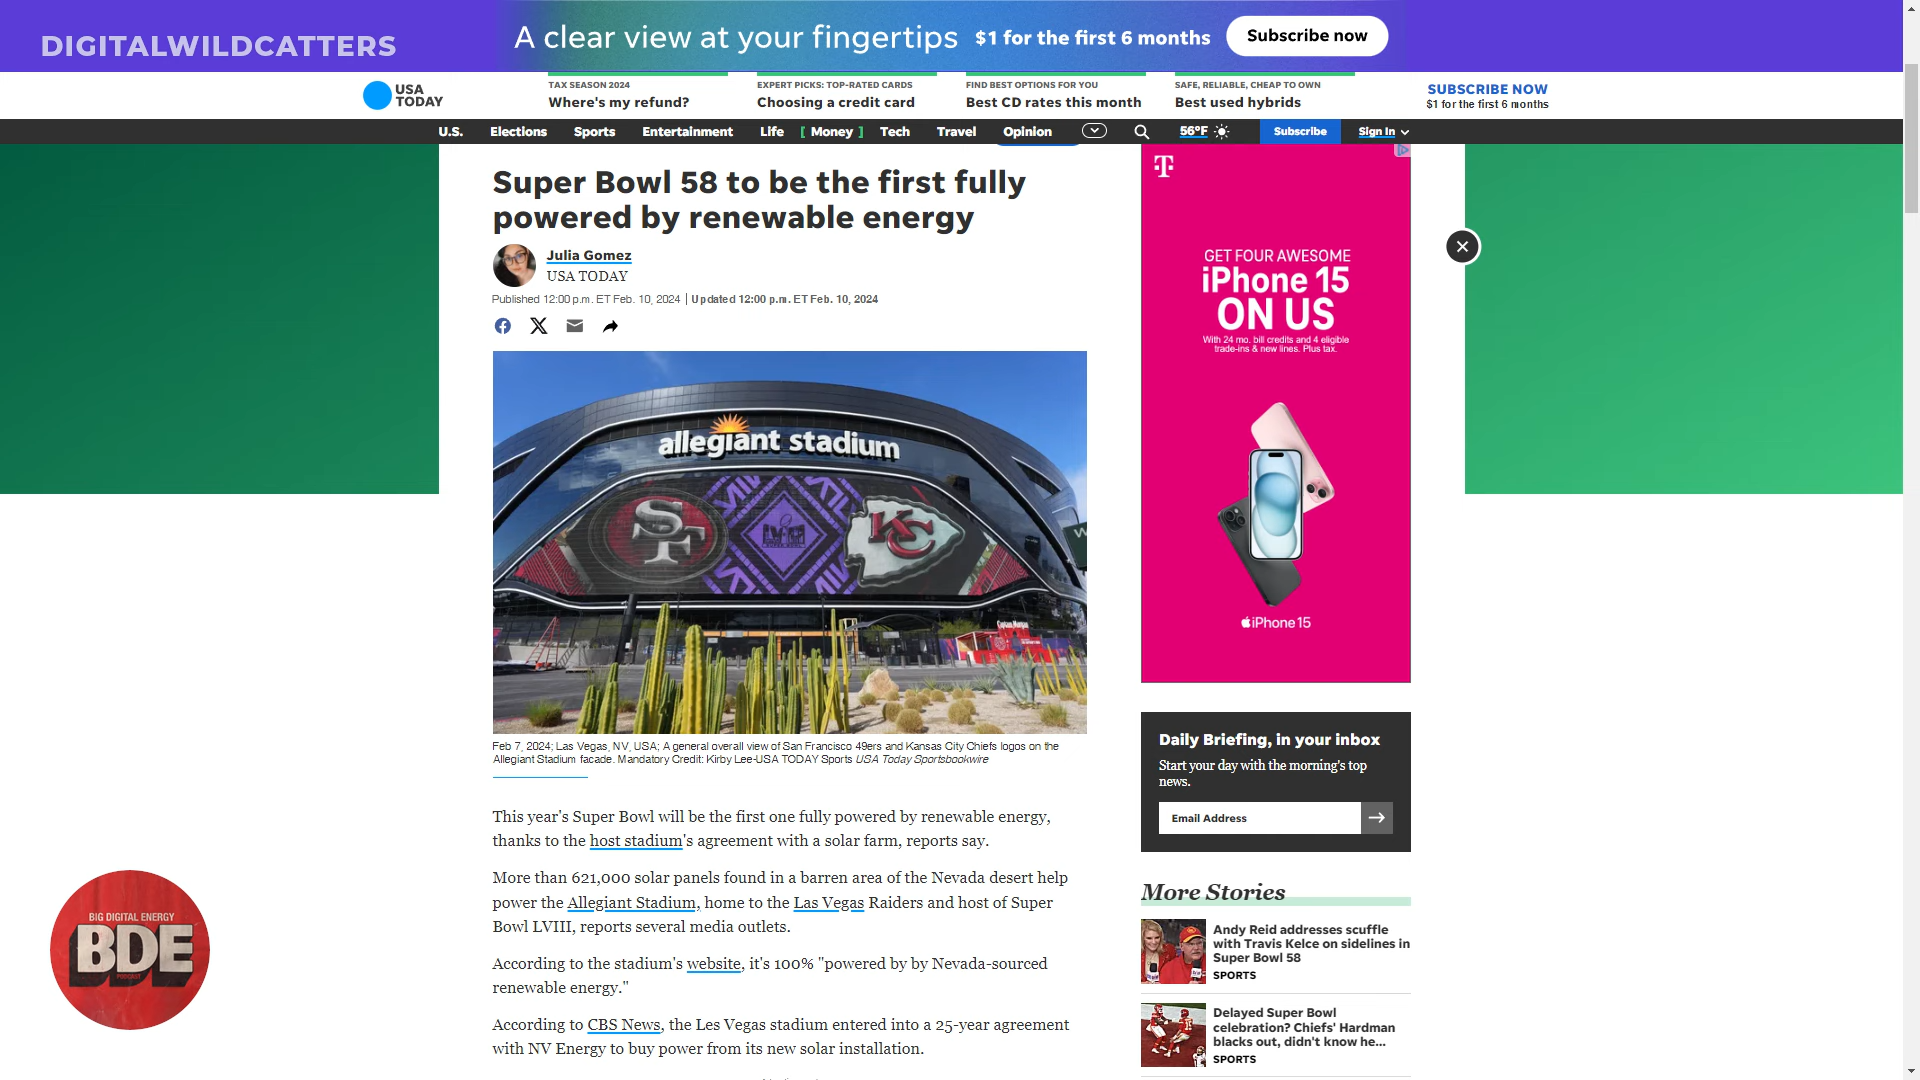 DIGITALWILDCATTERS
A clear view at your fingertips $1 for the first 6 months Subscribe now
USA TODAY
TAX SEASON 2024
Where's my refund?
EXPERT PICKS: TOP-RATED CARDS
Choosing a credit card
FIND BEST OPTIONS FOR YOU
Best CD rates this month
SAFE, RELIABLE, CHEAP TO OWN
Best used hybrids
SUBSCRIBE NOW
$1 for the first 6 months
U.S. Elections Sports Entertainment Life [ Money ] Tech Travel Opinion 56°F Subscribe Sign In
Super Bowl 58 to be the first fully
powered by renewable energy
Julia Gomez
USA TODAY
Published 12:00 p.m. ET Feb. 10, 2024 | Updated 12:00 p.m. ET Feb. 10, 2024
allegiant stadium
SF
KC
Feb 7, 2024; Las Vegas, NV, USA; A general overall view of San Francisco 49ers and Kansas City Chiefs logos on the
Allegiant Stadium facade. Mandatory Credit: Kirby Lee-USA TODAY Sports USA Today Sportsbookwire
This year's Super Bowl will be the first one fully powered by renewable energy,
thanks to the host stadium's agreement with a solar farm, reports say.
More than 621,000 solar panels found in a barren area of the Nevada desert help
power the Allegiant Stadium, home to the Las Vegas Raiders and host of Super
Bowl LVIII, reports several media outlets.
According to the stadium's website, it's 100% "powered by by Nevada-sourced
renewable energy."
According to CBS News, the Les Vegas stadium entered into a 25-year agreement
with NV Energy to buy power from its new solar installation.
T
GET FOUR AWESOME
iPhone 15
ON US
With 24 mo. bill credits and 4 eligible
trade-ins & new lines. Plus tax.
iPhone 15
Daily Briefing, in your inbox
Start your day with the morning's top
news.
Email Address
More Stories
Andy Reid addresses scuffle
with Travis Kelce on sidelines in
Super Bowl 58
SPORTS
Delayed Super Bowl
celebration? Chiefs' Hardman
blacks out, didn't know he...
SPORTS
BIG DIGITAL ENERGY
BDE
PODCAST